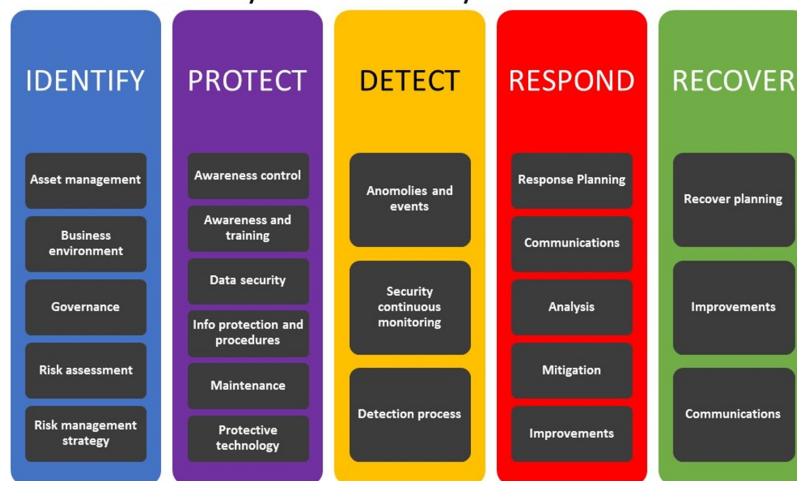 IDENTIFY
Asset management
Business
environment
Governance
Risk assessment
Risk management
strategy
PROTECT
Awareness control
Awareness and
training
Data security
Info protection and
procedures
Maintenance
Protective
technology
DETECT
Anomolies and
events
Security
continuous
monitoring
Detection process
RESPOND
Response Planning
Communications
Analysis
Mitigation
Improvements
RECOVER
Recover planning
Improvements
Communications